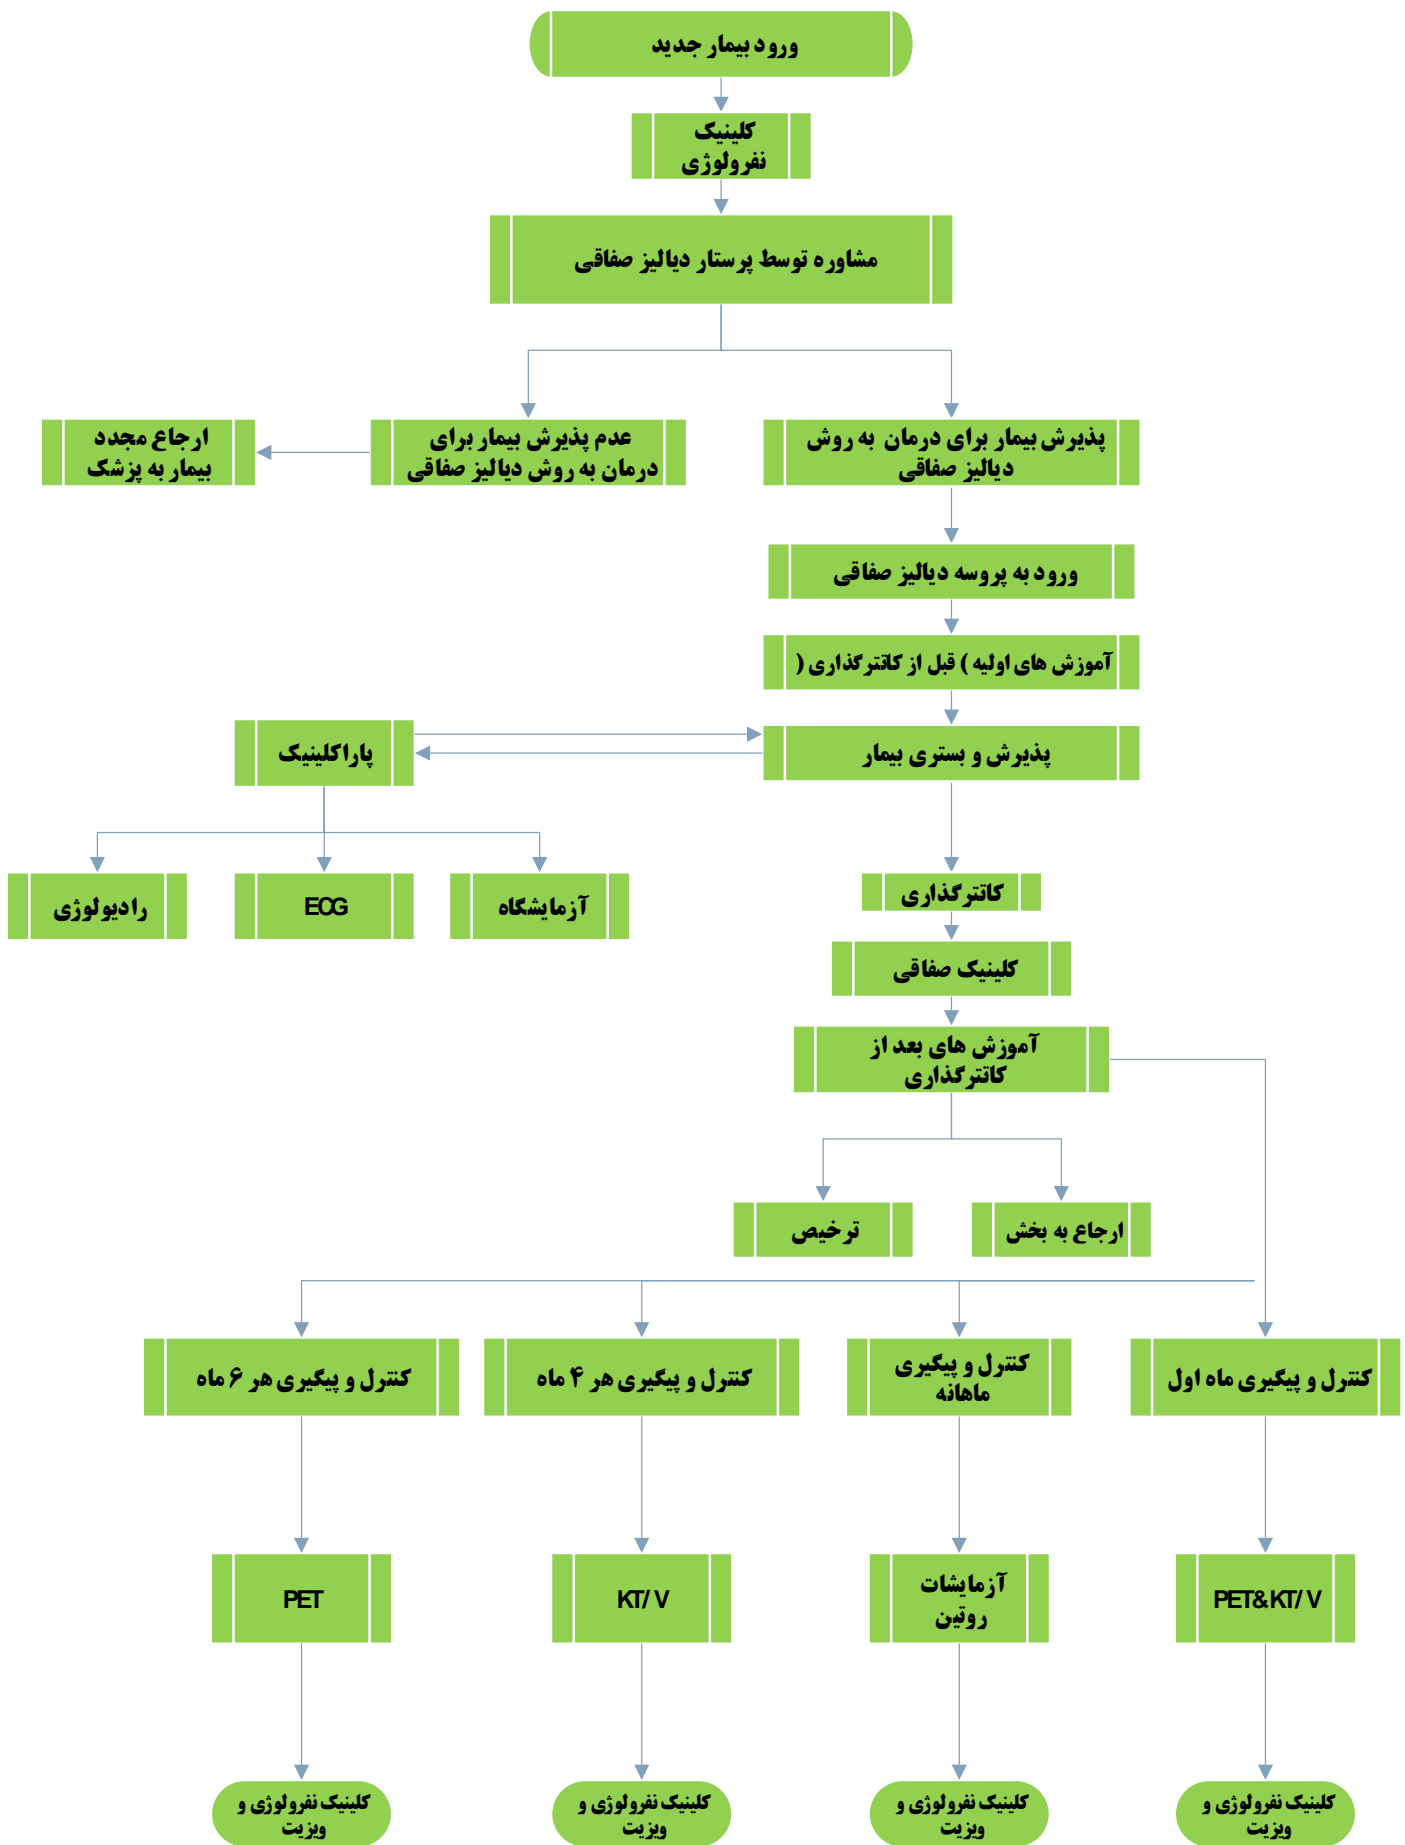 ورود بیمار جدید
کلینیک
نفرولوژی
مشاوره توسط پرستار دیالیز صفاقی
پذیرش بیمار برای درمان به روش
دیالیز صفاقی
عدم پذیرش بیمار برای
درمان به روش دیالیز صفاقی
ارجاع مجدد
بیمار به پزشک
ورود به پروسه دیالیز صفاقی
آموزش های اولیه ) قبل از کاتترگذاری (
پذیرش و بستری بیمار
پاراکلینیک
آزمایشگاه
ECG
رادیولوژی
کاتترگذاری
کلینیک صفاقی
آموزش های بعد از
کاتترگذاری
ارجاع به بخش
ترخیص
کنترل و پیگیری ماه اول
کنترل و پیگیری
ماهانه
کنترل و پیگیری هر ۴ ماه
کنترل و پیگیری هر ۶ ماه
PET&KT/V
آزمایشات
روتین
KT/V
PET
کلینیک نفرولوژی و
ویزیت
کلینیک نفرولوژی و
ویزیت
کلینیک نفرولوژی و
ویزیت
کلینیک نفرولوژی و
ویزیت